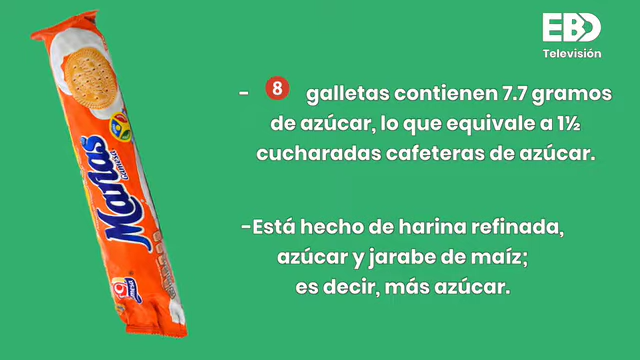 EBD
Televisión
- 8 galletas contienen 7.7 gramos
de azúcar, lo que equivale a 1½
cucharadas cafeteras de azúcar.
Marías
Gamesa
-Está hecho de harina refinada,
azúcar y jarabe de maíz;
es decir, más azúcar.